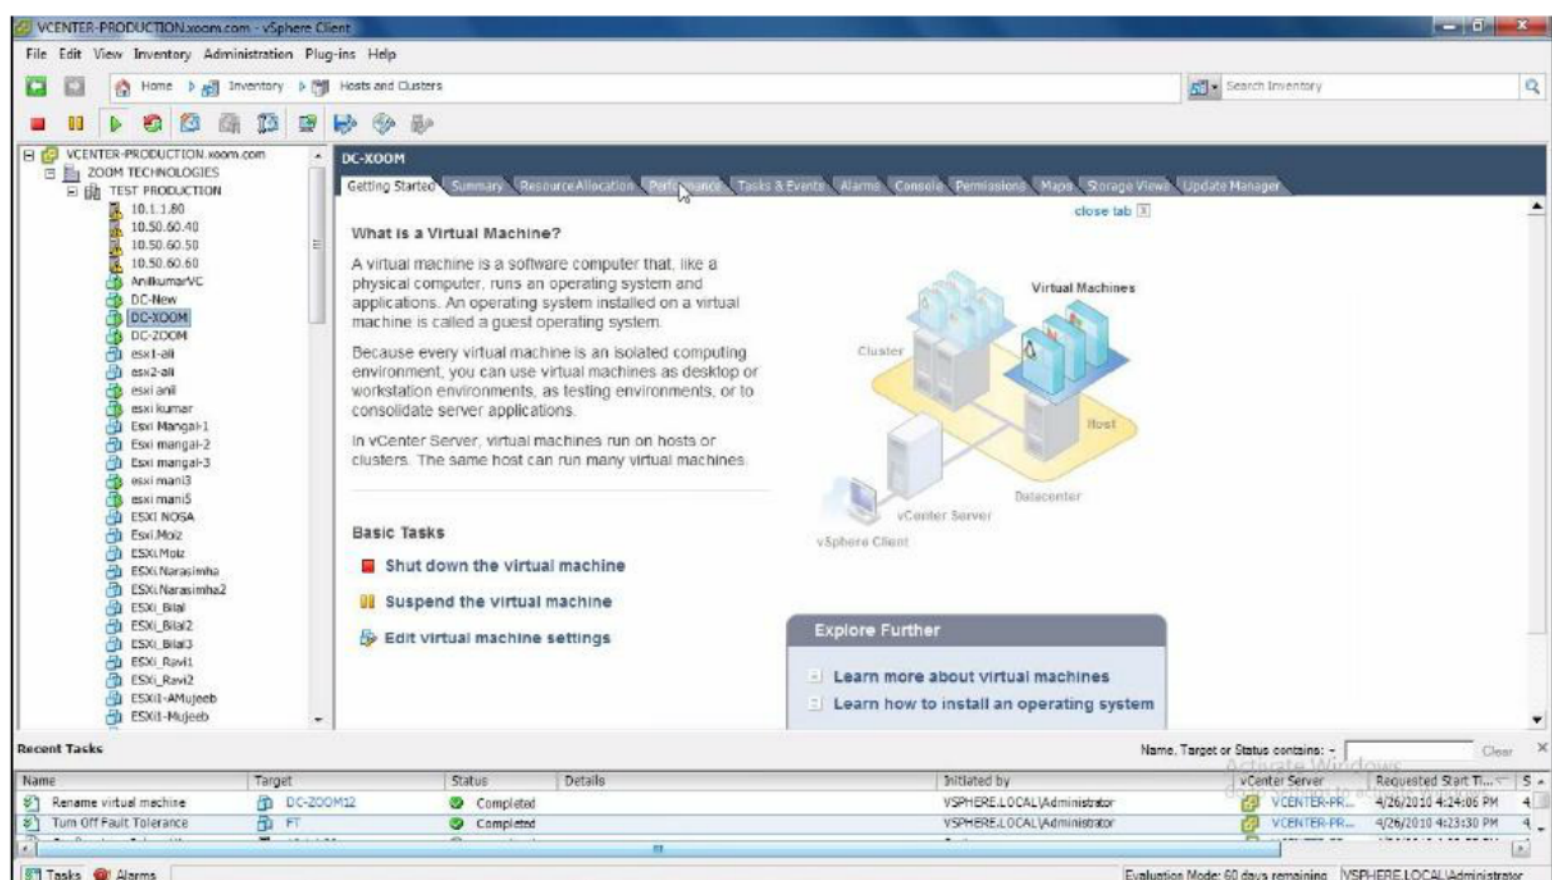 VCENTER-PRODUCTION.xoom.com - vSphere Client
File Edit View Inventory Administration Plug-ins Help
Home Inventory Hosts and Clusters
Search Inventory
VCENTER-PRODUCTION.xoom.com
ZOOM TECHNOLOGIES
TEST PRODUCTION
10.1.1.80
10.50.60.40
10.50.60.50
10.50.60.60
AnilkumarVC
DC-New
DC-XOOM
DC-ZOOM
esx1-ali
esx2-ali
esxi anil
esxi kumar
Esxi Mangal-1
Esxi mangal-2
Esxi mangal-3
esxi mani3
esxi mani5
ESXI NOSA
Esxi.Moiz
ESXi.Moiz
ESXi.Narasimha
ESXi.Narasimha2
ESXi_Bilal
ESXi_Bilal2
ESXi_Bilal3
ESXi_Ravi1
ESXi_Ravi2
ESXi1-AMujeeb
ESXi1-Mujeeb
DC-XOOM
Getting Started Summary Resource Allocation Performance Tasks & Events Alarms Console Permissions Maps Storage Views Update Manager
close tab
What is a Virtual Machine?
A virtual machine is a software computer that, like a
physical computer, runs an operating system and
applications. An operating system installed on a virtual
machine is called a guest operating system.
Because every virtual machine is an isolated computing
environment, you can use virtual machines as desktop or
workstation environments, as testing environments, or to
consolidate server applications.
In vCenter Server, virtual machines run on hosts or
clusters. The same host can run many virtual machines.
Virtual Machines
Cluster
Host
Datacenter
vCenter Server
vSphere Client
Basic Tasks
Shut down the virtual machine
Suspend the virtual machine
Edit virtual machine settings
Explore Further
Learn more about virtual machines
Learn how to install an operating system
Recent Tasks
Name, Target or Status contains:
Clear
Activate Windows
Name Target Status Details Initiated by vCenter Server Requested Start Ti... S
Rename virtual machine DC-ZOOM12 Completed VSPHERE.LOCAL\Administrator VCENTER-PR... 4/26/2010 4:24:06 PM 4
Turn Off Fault Tolerance FT Completed VSPHERE.LOCAL\Administrator VCENTER-PR... 4/26/2010 4:23:30 PM 4
Tasks Alarms
Evaluation Mode: 60 days remaining VSPHERE.LOCAL\Administrator